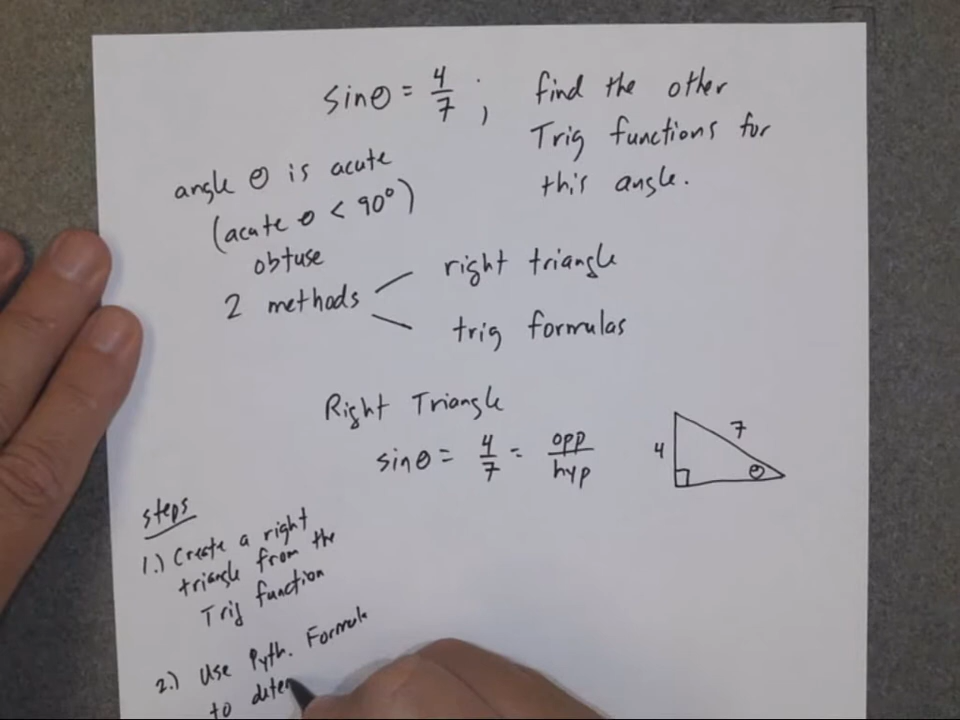 sinθ = 4/7 ; find the other
Trig functions for
this angle.
angle θ is acute
(acute θ < 90°)
obtuse
2 methods
right triangle
trig formulas
Right Triangle
sinθ = 4/7 = opp/hyp
4
7
θ
steps
1.) Create a right
triangle from the
Trig function
2.) Use Pyth. Formula
to deter